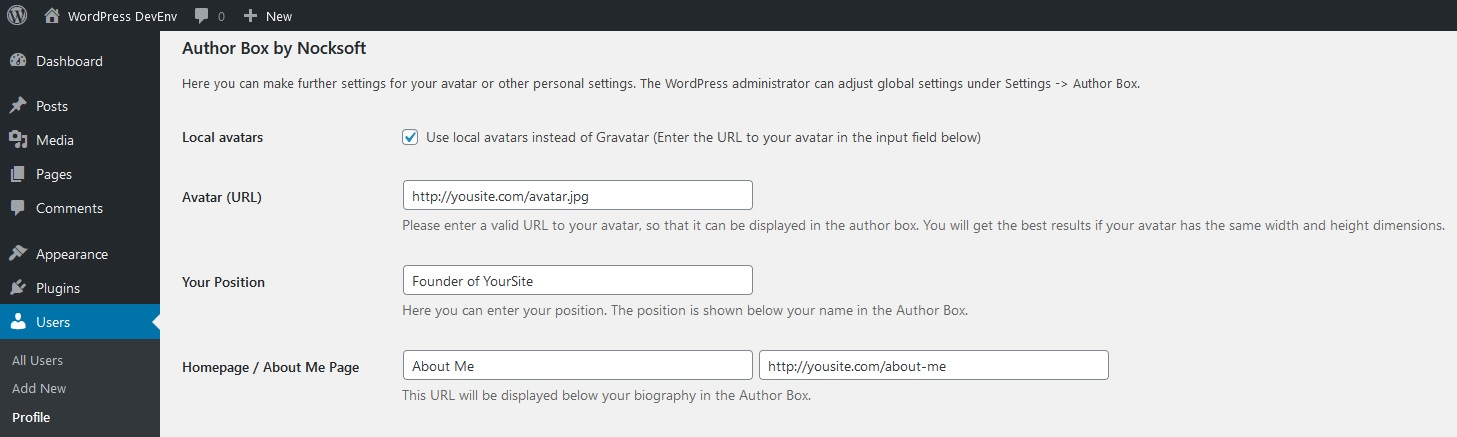 WordPress DevEnv 0 New
Dashboard
Posts
Media
Pages
Comments
Appearance
Plugins
Users
All Users
Add New
Profile
Author Box by Nocksoft
Here you can make further settings for your avatar or other personal settings. The WordPress administrator can adjust global settings under Settings -> Author Box.
Local avatars Use local avatars instead of Gravatar (Enter the URL to your avatar in the input field below)
Avatar (URL) http://yousite.com/avatar.jpg
Please enter a valid URL to your avatar, so that it can be displayed in the author box. You will get the best results if your avatar has the same width and height dimensions.
Your Position Founder of YourSite
Here you can enter your position. The position is shown below your name in the Author Box.
Homepage / About Me Page About Me http://yousite.com/about-me
This URL will be displayed below your biography in the Author Box.